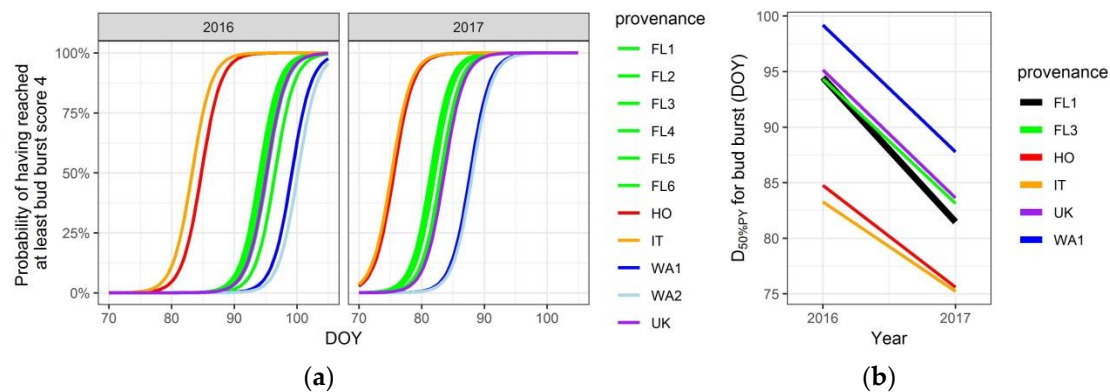 2016
2017
Probability of having reached
at least bud burst score 4
100%
75%
50%
25%
0%
70
80
90
100
70
80
90
100
DOY
provenance
FL1
FL2
FL3
FL4
FL5
FL6
HO
IT
WA1
WA2
UK
(a)
D50%PY for bud burst (DOY)
100
95
90
85
80
75
2016
2017
Year
provenance
FL1
FL3
HO
IT
UK
WA1
(b)